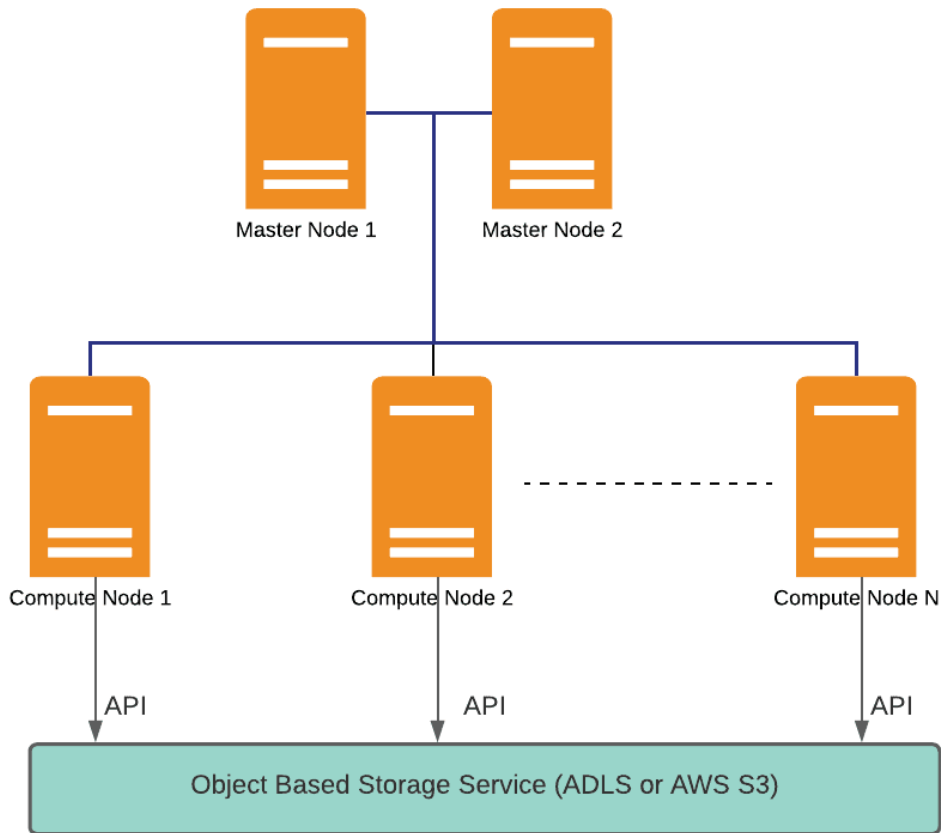 Master Node 1
Master Node 2
Compute Node 1
Compute Node 2
Compute Node N
API
API
API
Object Based Storage Service (ADLS or AWS S3)